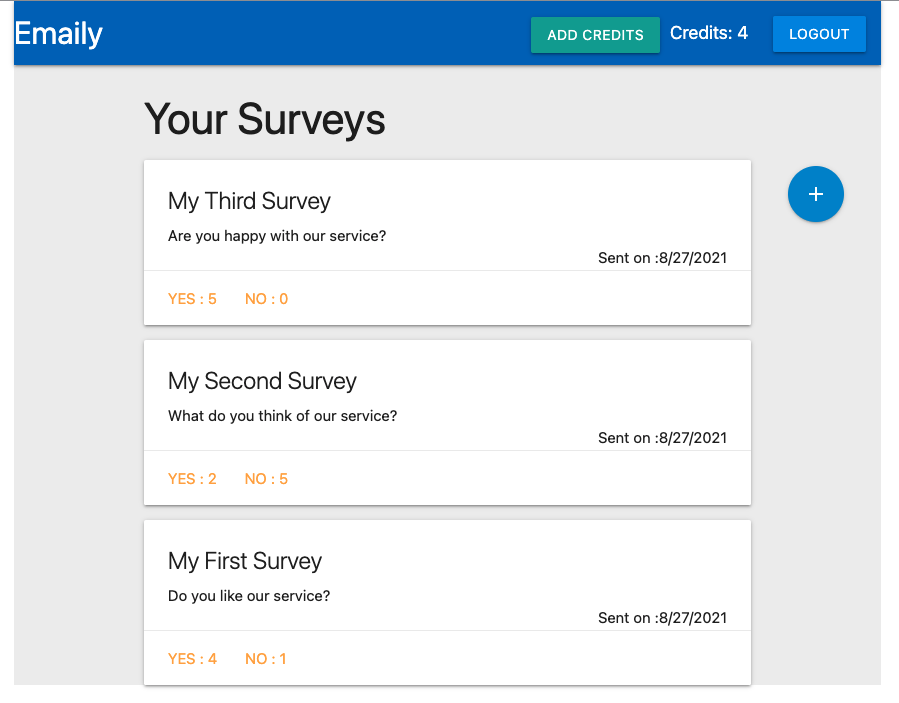 Emaily
ADD CREDITS Credits: 4 LOGOUT
Your Surveys
+
My Third Survey
Are you happy with our service?
Sent on :8/27/2021
YES : 5 NO : 0
My Second Survey
What do you think of our service?
Sent on :8/27/2021
YES : 2 NO : 5
My First Survey
Do you like our service?
Sent on :8/27/2021
YES : 4 NO : 1